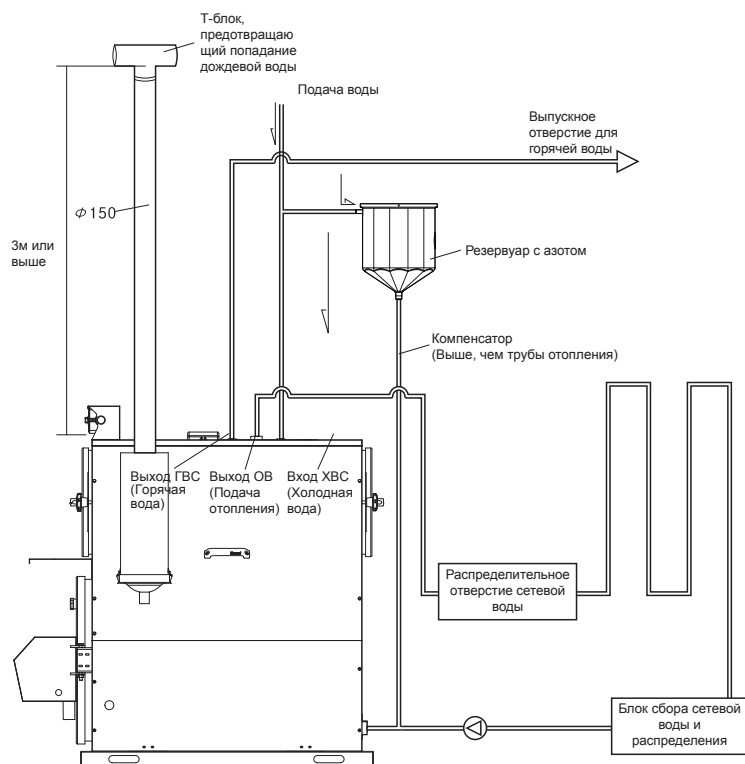 Т-блок,
предотвращаю
щий попадание
дождевой воды
Подача воды
Выпускное
отверстие для
горячей воды
Ф150
3м или
выше
Резервуар с азотом
Компенсатор
(Выше, чем трубы отопления)
Выход ГВС
(Горячая
вода)
Выход ОВ
(Подача
отопления)
Вход ХВС
(Холодная
вода)
Распределительное
отверстие сетевой
воды
Блок сбора сетевой
воды и
распределения